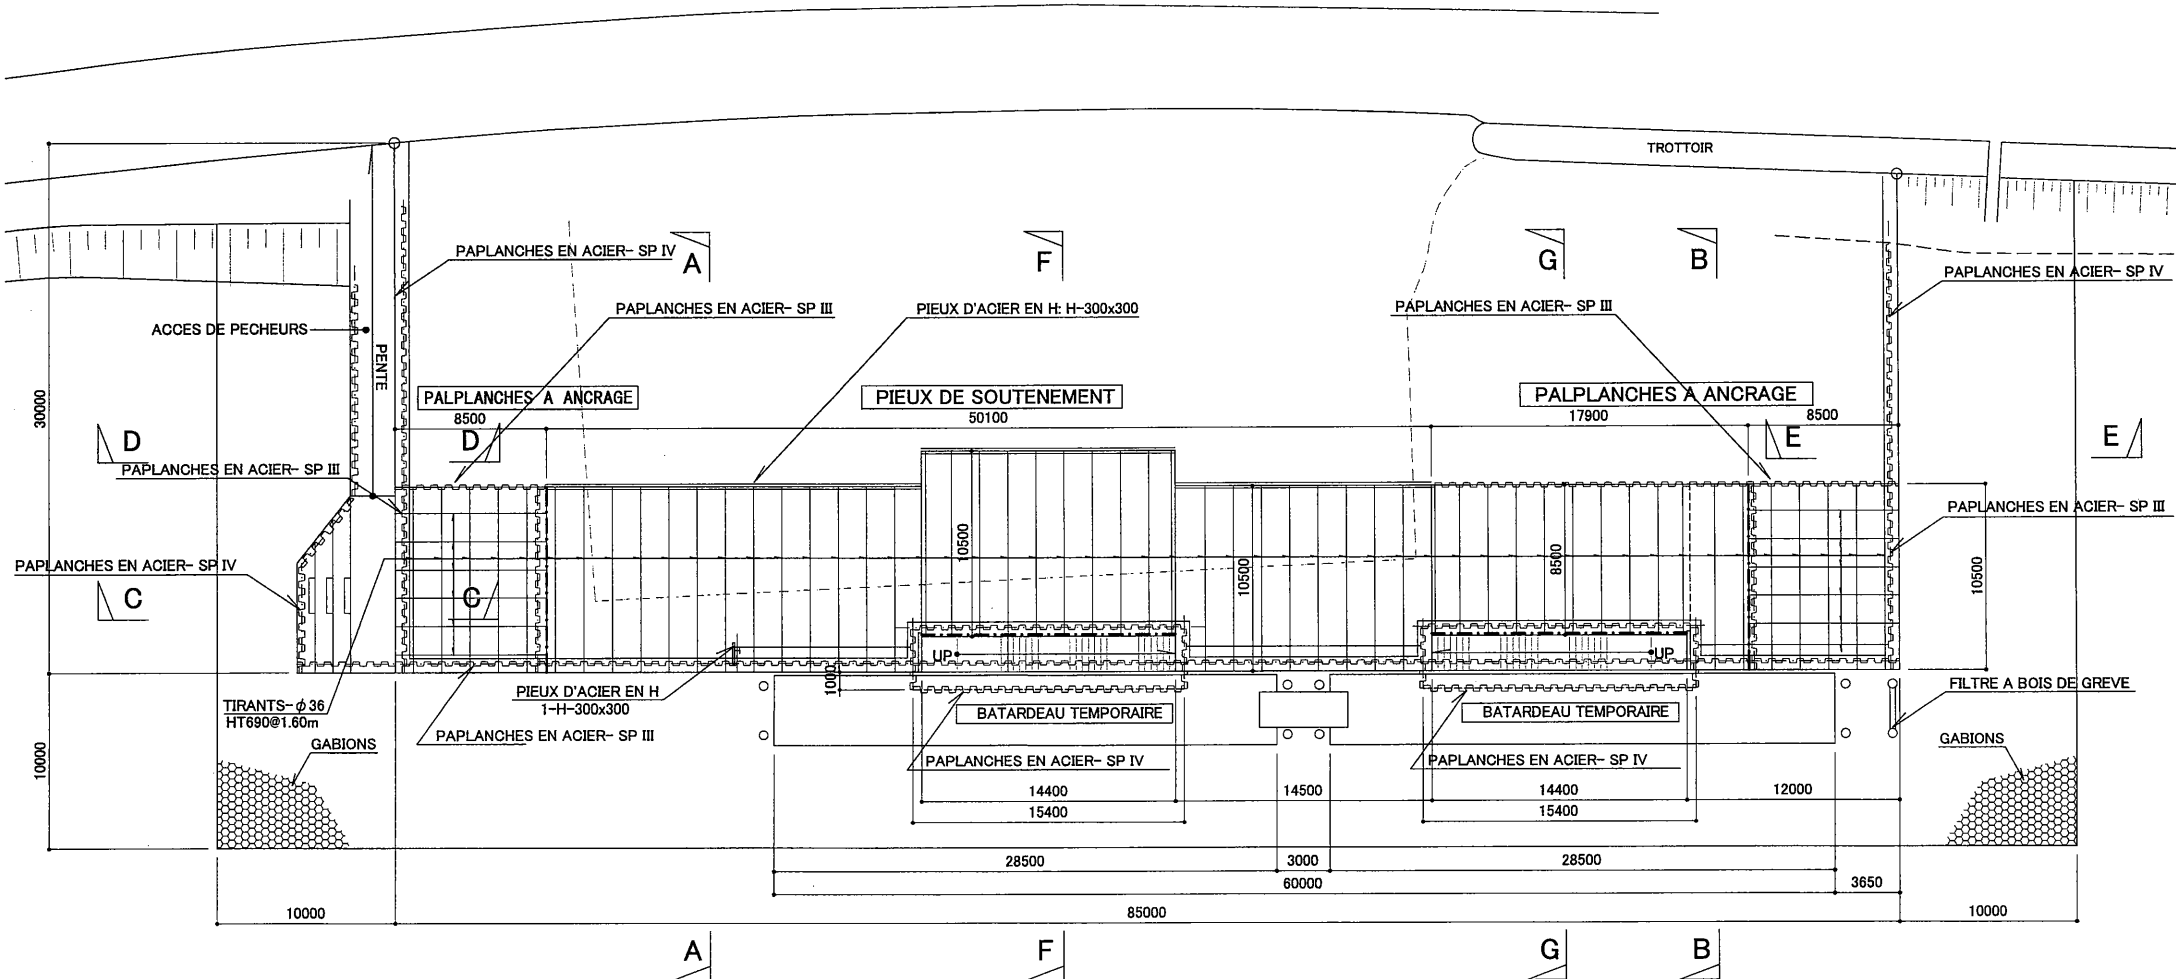 TROTTOIR
PAPLANCHES EN ACIER- SP IV
A
F
G
B
PAPLANCHES EN ACIER- SP IV
PAPLANCHES EN ACIER- SP III
PIEUX D'ACIER EN H: H-300x300
PAPLANCHES EN ACIER- SP III
ACCES DE PECHEURS
PENTE
30000
PALPLANCHES A ANCRAGE
8500
PIEUX DE SOUTENEMENT
50100
PALPLANCHES A ANCRAGE
17900
8500
D
D
E
E
PAPLANCHES EN ACIER- SP III
PAPLANCHES EN ACIER- SP III
10500
10500
8500
10500
PAPLANCHES EN ACIER- SP IV
C
C
UP
UP
1000
PIEUX D'ACIER EN H
1-H-300x300
TIRANTS-φ36
HT690@1.60m
PAPLANCHES EN ACIER- SP III
GABIONS
BATARDEAU TEMPORAIRE
BATARDEAU TEMPORAIRE
FILTRE A BOIS DE GREVE
GABIONS
PAPLANCHES EN ACIER- SP IV
PAPLANCHES EN ACIER- SP IV
10000
14400
14500
14400
12000
15400
15400
28500
3000
28500
60000
3650
10000
85000
10000
A
F
G
B